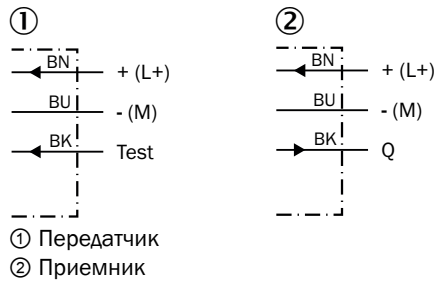 ① ②
BN + (L+) BN + (L+)
BU - (M) BU - (M)
BK Test BK Q
① Передатчик
② Приемник